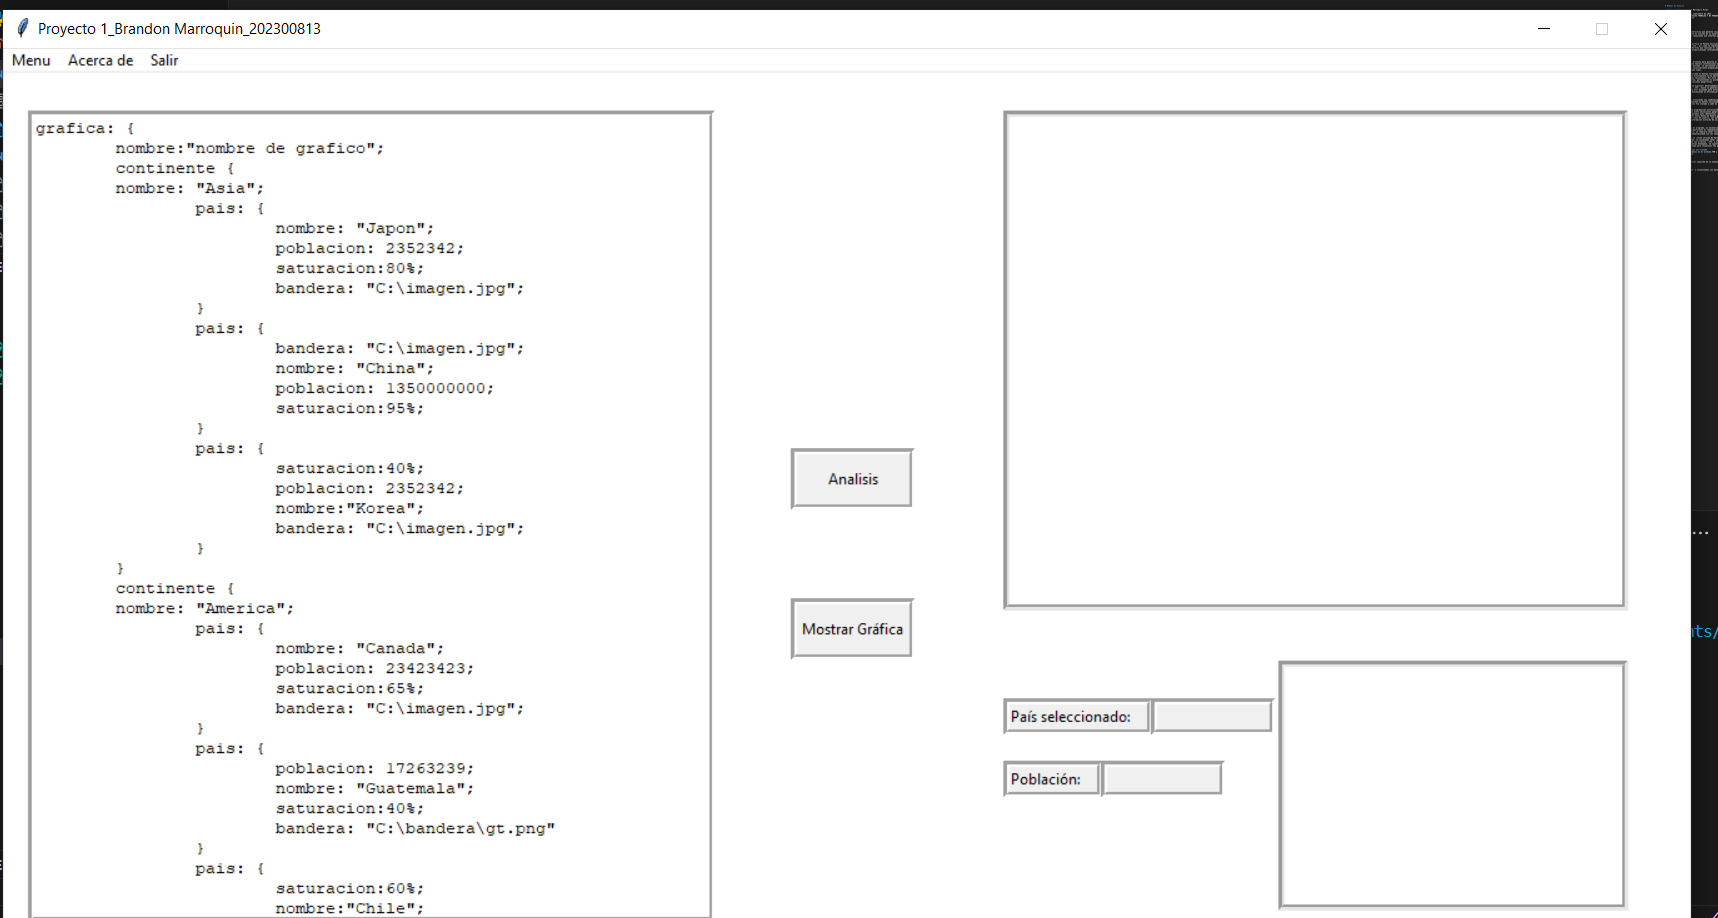 Proyecto 1_Brandon Marroquin_202300813
Menu Acerca de Salir
grafica: {
nombre:"nombre de grafico";
continente {
nombre: "Asia";
pais: {
nombre: "Japon";
poblacion: 2352342;
saturacion:80%;
bandera: "C:\imagen.jpg";
}
pais: {
bandera: "C:\imagen.jpg";
nombre: "China";
poblacion: 1350000000;
saturacion:95%;
}
pais: {
saturacion:40%;
poblacion: 2352342;
nombre:"Korea";
bandera: "C:\imagen.jpg";
}
}
continente {
nombre: "America";
pais: {
nombre: "Canada";
poblacion: 23423423;
saturacion:65%;
bandera: "C:\imagen.jpg";
}
pais: {
poblacion: 17263239;
nombre: "Guatemala";
saturacion:40%;
bandera: "C:\bandera\gt.png"
}
pais: {
saturacion:60%;
nombre:"Chile";
Analisis
Mostrar Gráfica
País seleccionado:
Población: